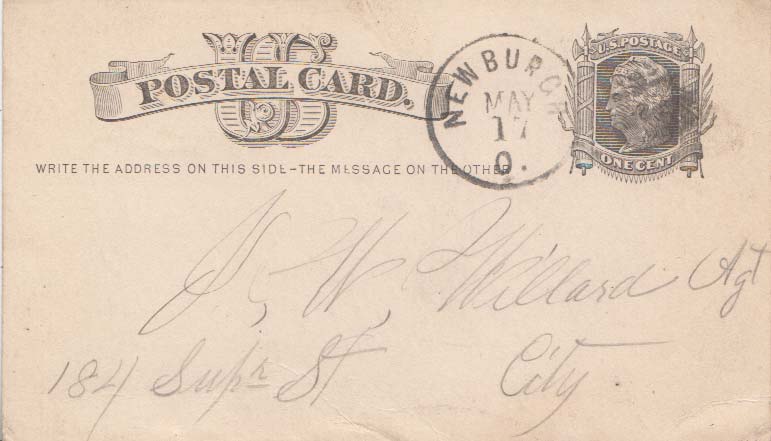 US
POSTAL CARD.
NEWBURGH
MAY
17
O.
U.S. POSTAGE
ONE CENT
WRITE THE ADDRESS ON THIS SIDE-THE MESSAGE ON THE OTHER
W. Willard Agt
184 Supr St City